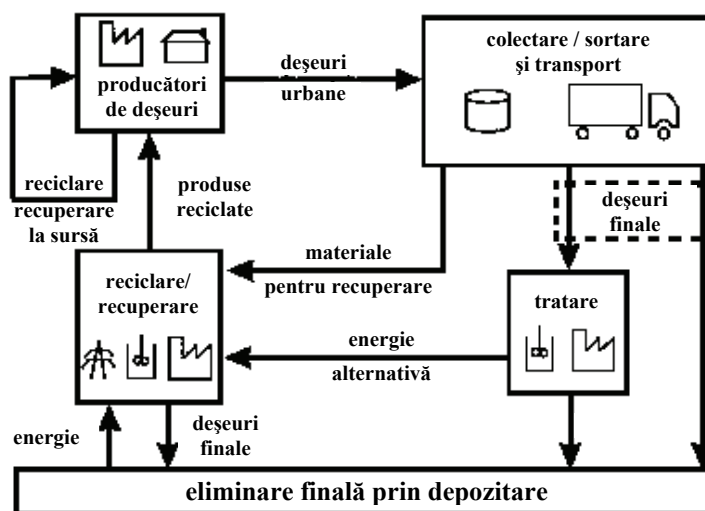 producători
de deşeuri
deşeuri
urbane
colectare / sortare
şi transport
reciclare
recuperare
la sursă
produse
reciclate
deşeuri
finale
materiale
pentru recuperare
reciclare/
recuperare
tratare
energie
alternativă
energie
deşeuri
finale
eliminare finală prin depozitare